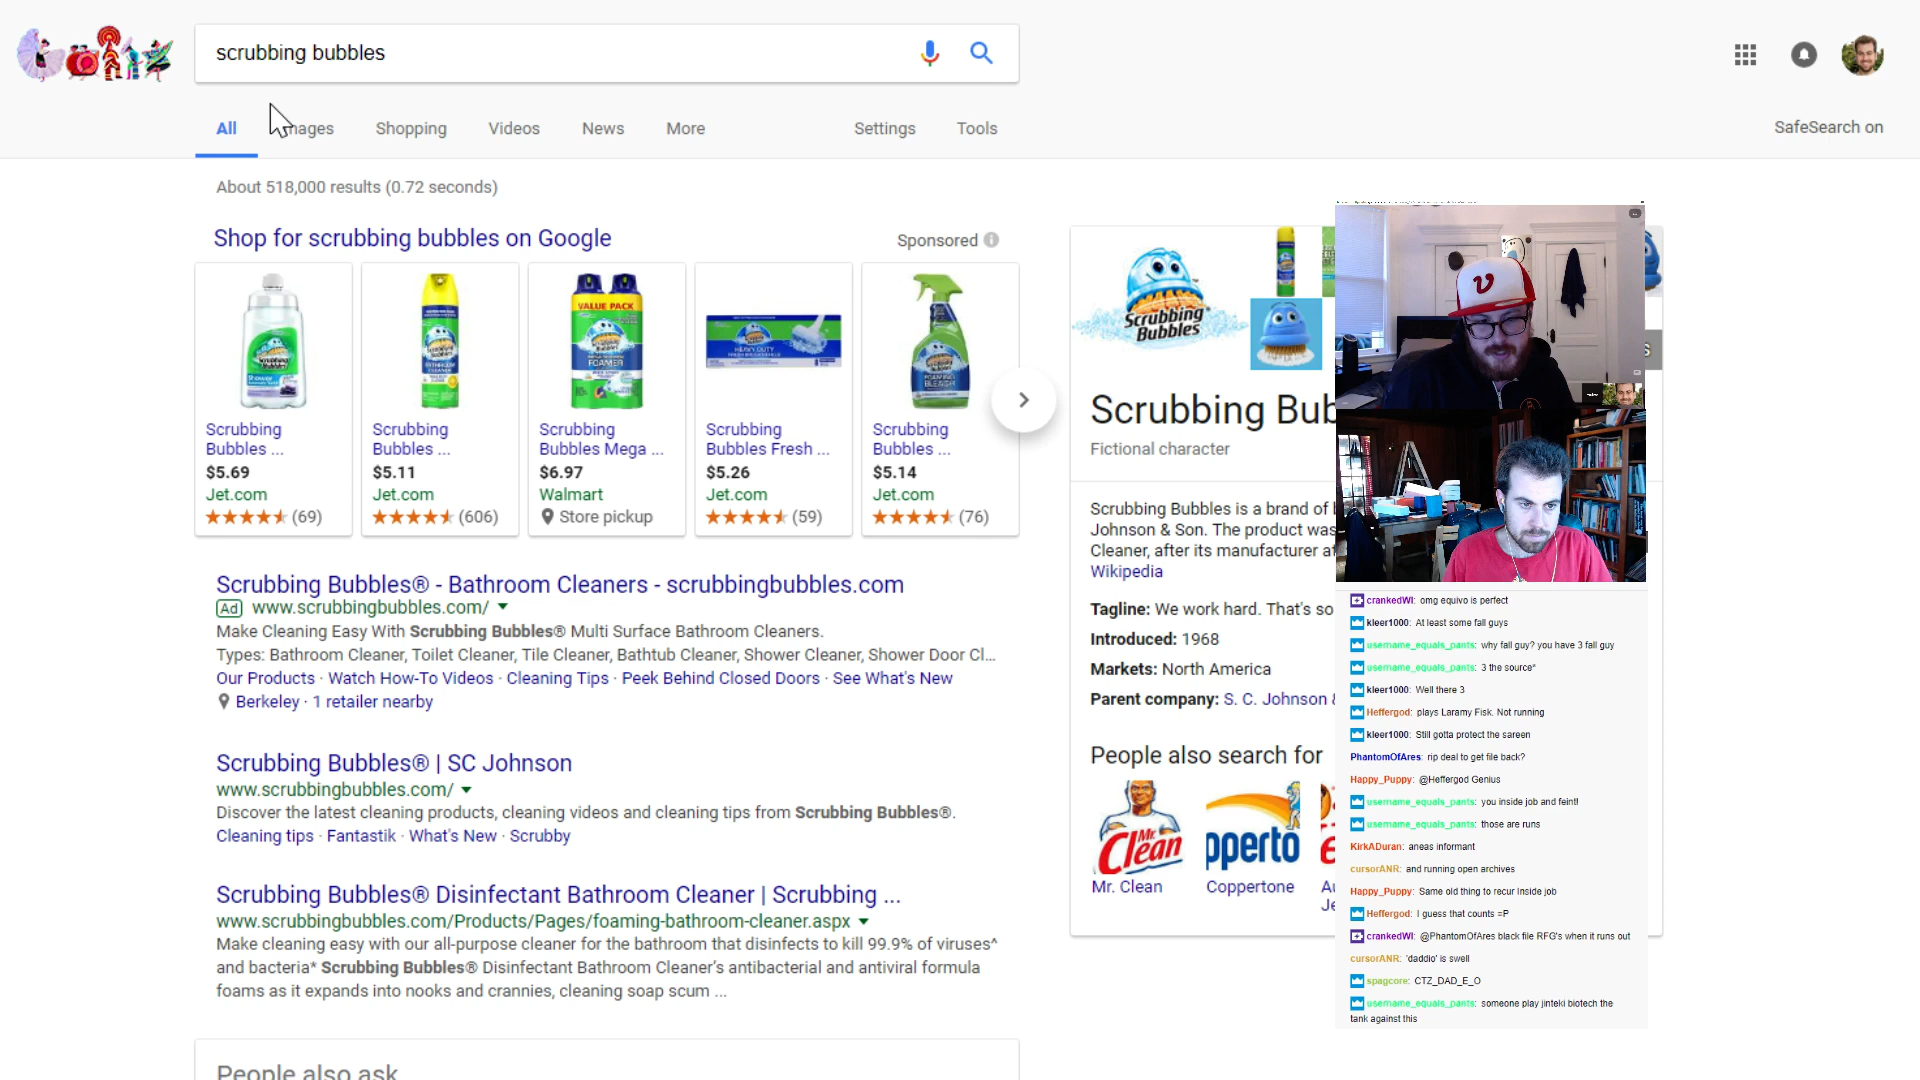 scrubbing bubbles
All
Shopping
Videos
News
More
Settings
Tools
SafeSearch on
About 518,000 results (0.72 seconds)
Shop for scrubbing bubbles on Google
Sponsored
VALUE PACK
FOAMER
HEAVY DUTY
Scrubbing
Bubbles ...
$5.69
Jet.com
(69)
Scrubbing
Bubbles ...
$5.11
Jet.com
(606)
Scrubbing
Bubbles Mega ...
$6.97
Walmart
Store pickup
Scrubbing
Bubbles Fresh ...
$5.26
Jet.com
(59)
Scrubbing
Bubbles ...
$5.14
Jet.com
(76)
Scrubbing Bubbles® - Bathroom Cleaners - scrubbingbubbles.com
Ad www.scrubbingbubbles.com/
Make Cleaning Easy With Scrubbing Bubbles® Multi Surface Bathroom Cleaners.
Types: Bathroom Cleaner, Toilet Cleaner, Tile Cleaner, Bathtub Cleaner, Shower Cleaner, Shower Door Cl...
Our Products · Watch How-To Videos · Cleaning Tips · Peek Behind Closed Doors · See What's New
Berkeley · 1 retailer nearby
Scrubbing Bubbles® | SC Johnson
www.scrubbingbubbles.com/
Discover the latest cleaning products, cleaning videos and cleaning tips from Scrubbing Bubbles®.
Cleaning tips · Fantastik · What's New · Scrubby
Scrubbing Bubbles® Disinfectant Bathroom Cleaner | Scrubbing ...
www.scrubbingbubbles.com/Products/Pages/foaming-bathroom-cleaner.aspx
Make cleaning easy with our all-purpose cleaner for the bathroom that disinfects to kill 99.9% of viruses^
and bacteria* Scrubbing Bubbles® Disinfectant Bathroom Cleaner's antibacterial and antiviral formula
foams as it expands into nooks and crannies, cleaning soap scum ...
People also ask
Scrubbing
Bubbles
Scrubbing Bub
Fictional character
Scrubbing Bubbles is a brand of
Johnson & Son. The product was
Cleaner, after its manufacturer at
Wikipedia
Tagline: We work hard. That's so
Introduced: 1968
Markets: North America
Parent company: S. C. Johnson &
People also search for
Mr.
Clean
pperto
Mr. Clean
Coppertone
crankedWI: omg equivo is perfect
kleer1000: At least some fall guys
username_equals_pants: why fall guy? you have 3 fall guy
username_equals_pants: 3 the source*
kleer1000: Well there 3
Heffergod: plays Laramy Fisk. Not running
kleer1000: Still gotta protect the sareen
PhantomOfAres: rip deal to get file back?
Happy_Puppy: @Heffergod Genius
username_equals_pants: you inside job and feint!
username_equals_pants: those are runs
KirkADuran: aneas informant
cursorANR: and running open archives
Happy_Puppy: Same old thing to recur Inside job
Heffergod: I guess that counts =P
crankedWI: @PhantomOfAres black file RFG's when it runs out
cursorANR: 'daddio' is swell
spagcore: CTZ_DAD_E_O
username_equals_pants: someone play jinteki biotech the
tank against this